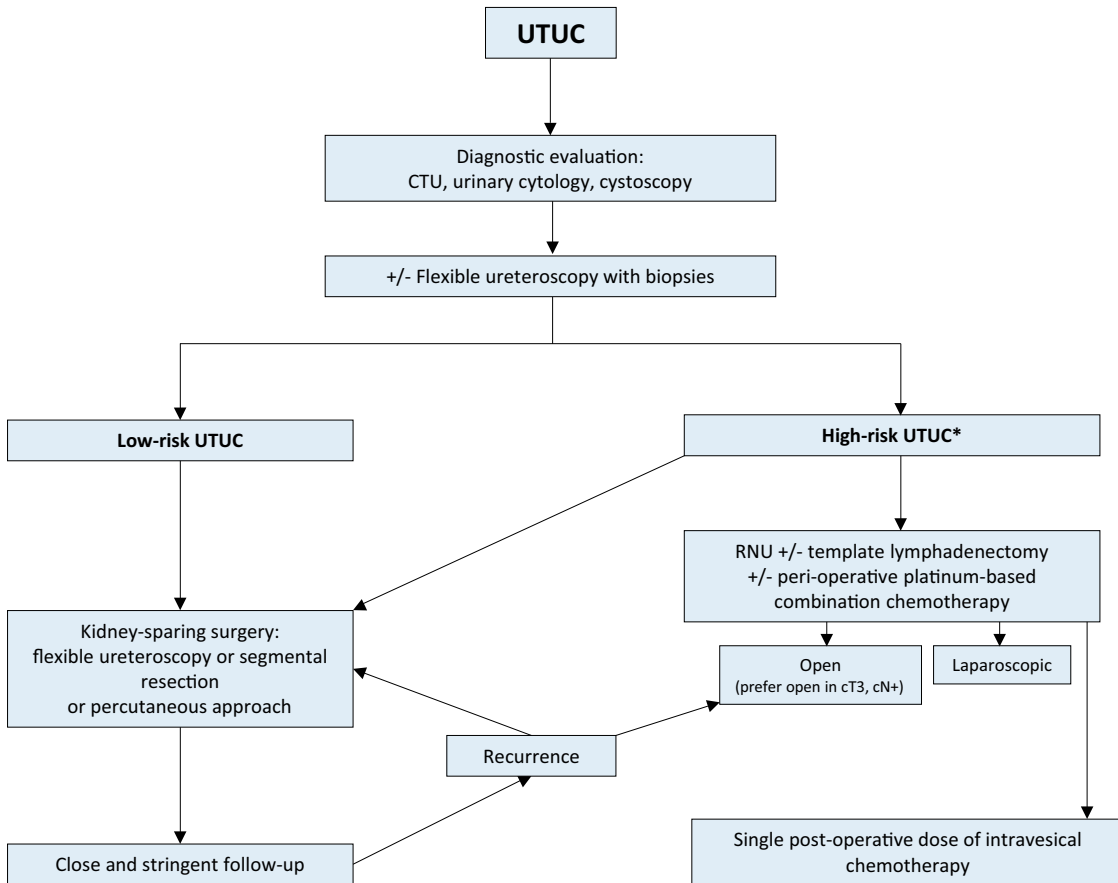 UTUC
Diagnostic evaluation:
CTU, urinary cytology, cystoscopy
+/- Flexible ureteroscopy with biopsies
Low-risk UTUC
High-risk UTUC*
RNU +/- template lymphadenectomy
+/- peri-operative platinum-based
combination chemotherapy
Kidney-sparing surgery:
flexible ureteroscopy or segmental
resection
or percutaneous approach
Open
(prefer open in cT3, cN+)
Laparoscopic
Recurrence
Close and stringent follow-up
Single post-operative dose of intravesical
chemotherapy